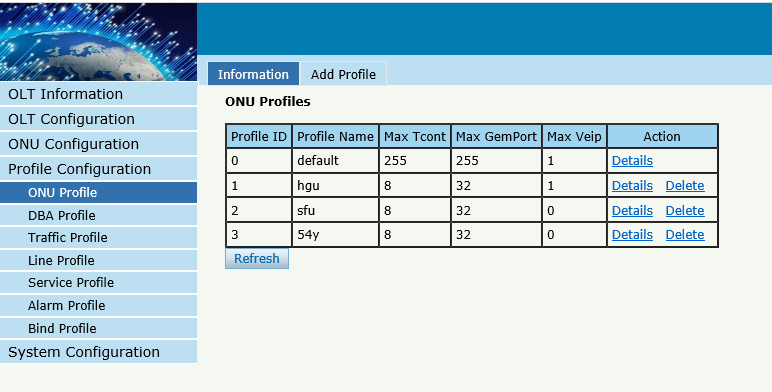 Information Add Profile
OLT Information
OLT Configuration
ONU Configuration
Profile Configuration
ONU Profile
DBA Profile
Traffic Profile
Line Profile
Service Profile
Alarm Profile
Bind Profile
System Configuration
ONU Profiles
Profile ID Profile Name Max Tcont Max GemPort Max Veip Action
0 default 255 255 1 Details
1 hgu 8 32 1 Details Delete
2 sfu 8 32 0 Details Delete
3 54y 8 32 0 Details Delete
Refresh